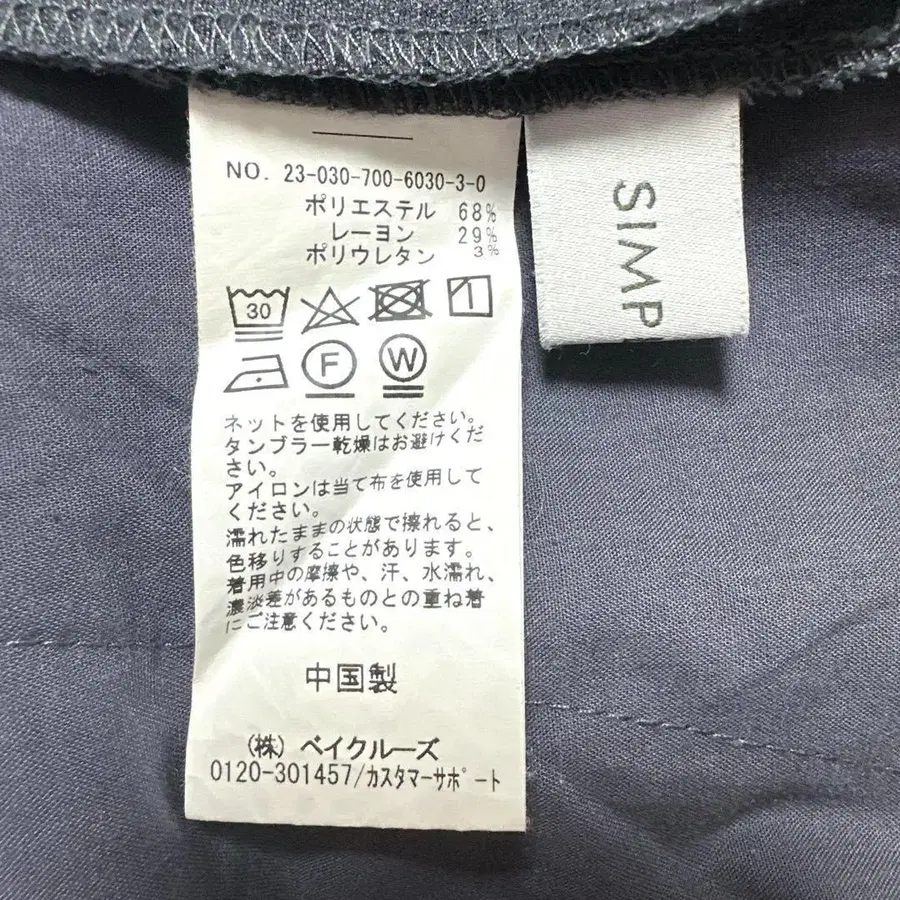 NO. 23-030-700-6030-3-0
ポリエステル 68%
レーヨン 29%
ポリウレタン 3%
30
F W
ネットを使用してください。
タンブラー乾燥はお避けくだ
さい。
アイロンは当て布を使用して
ください。
濡れたままの状態で擦れると、
色移りすることがあります。
着用中の摩擦や、汗、水濡れ、
濃淡差があるものとの重ね着
にご注意ください。
中国製
(株) ベイクルーズ
0120-301457/カスタマーサポート
SIMP